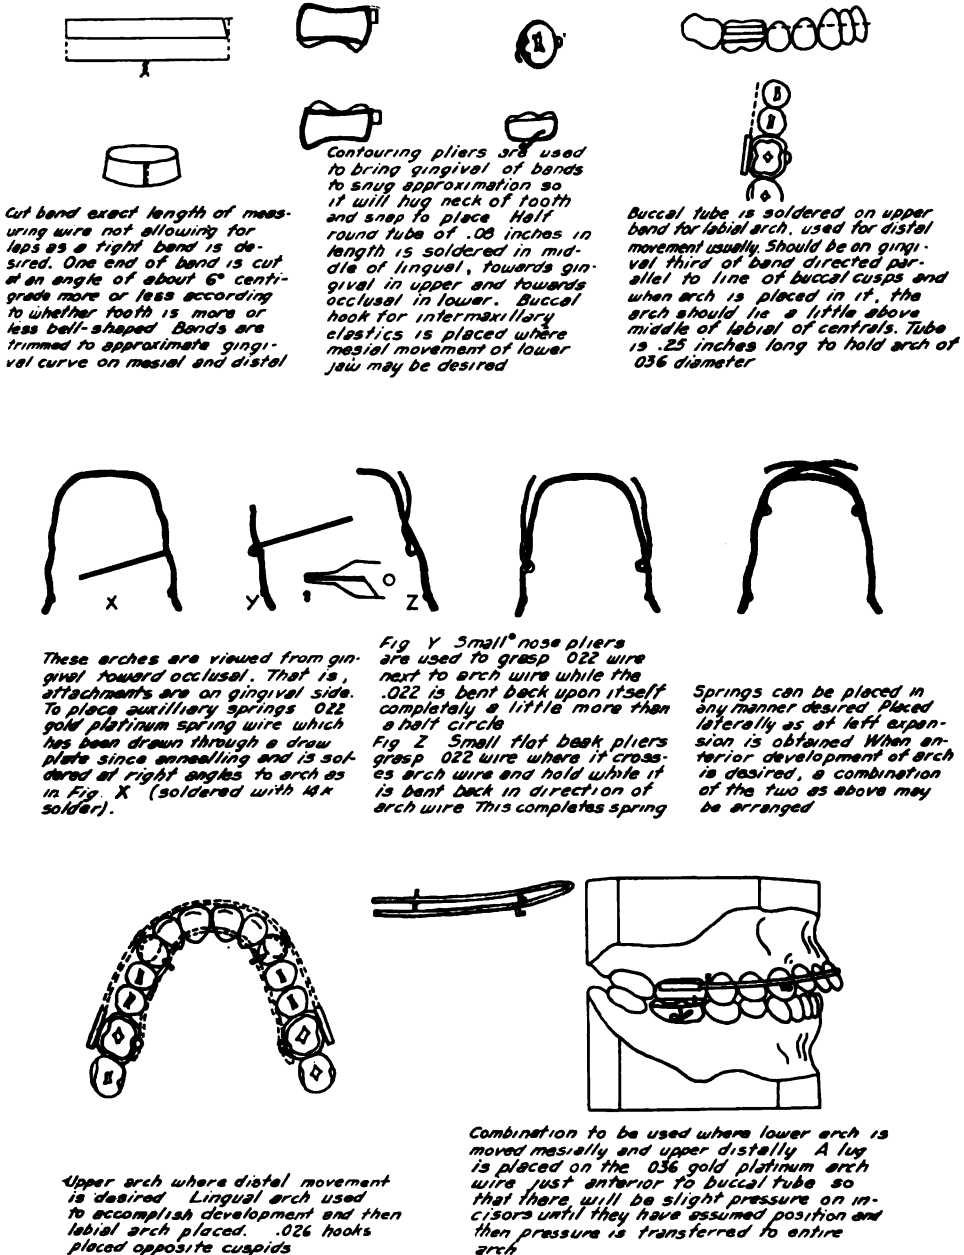 Cut band exact length of meas-
uring wire not allowing for
laps as a tight band is de-
sired. One end of band is cut
at an angle of about 6° centi-
grade more or less according
to whether tooth is more or
less bell-shaped Bands are
trimmed to approximate gingi-
val curve on mesial and distal
Contouring pliers are used
to bring gingival of bands
to snug approximation so
it will hug neck of tooth
and snap to place Half
round tube of .08 inches in
length is soldered in mid-
dle of lingual, towards gin-
gival in upper and towards
occlusal in lower. Buccal
hook for intermaxillary
elastics is placed where
mesial movement of lower
jaw may be desired
Buccal tube is soldered on upper
band for labial arch, used for distal
movement usually. Should be on gingi-
val third of band directed par-
allel to line of buccal cusps and
when arch is placed in it, the
arch should lie a little above
middle of labial of centrals. Tube
is .25 inches long to hold arch of
036 diameter
X
Y
Z
These arches are viewed from gin-
gival toward occlusal. That is,
attachments are on gingival side.
To place auxilliary springs 022
gold platinum spring wire which
has been drawn through a draw
plate since annealling and is sol-
dered at right angles to arch as
in Fig. X (soldered with 14K
solder).
Fig Y Small nose pliers
are used to grasp 022 wire
next to arch wire while the
.022 is bent back upon itself
completely a little more than
a half circle
Fig Z Small flat beak pliers
grasp 022 wire where it cross-
es arch wire and hold while it
is bent back in direction of
arch wire This completes spring
Springs can be placed in
any manner desired Placed
laterally as at left expan-
sion is obtained When an-
terior development of arch
is desired, a combination
of the two as above may
be arranged
Upper arch where distal movement
is desired Lingual arch used
to accomplish development and then
labial arch placed. .026 hooks
placed opposite cuspids
Combination to be used where lower arch is
moved mesially and upper distally A lug
is placed on the 036 gold platinum arch
wire just anterior to buccal tube so
that there will be slight pressure on in-
cisors until they have assumed position and
then pressure is transferred to entire
arch